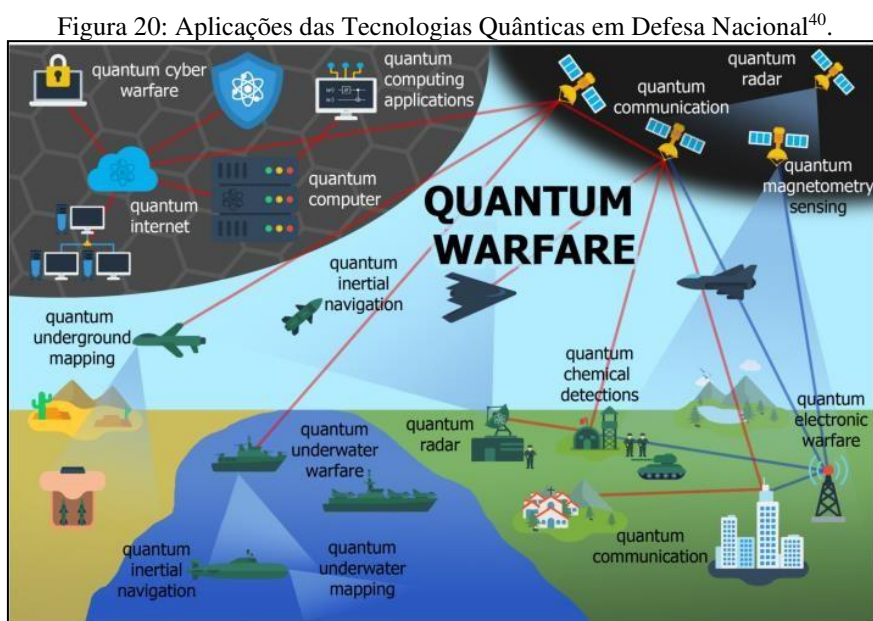 Figura 20: Aplicações das Tecnologias Quânticas em Defesa Nacional⁴⁰.
quantum cyber
warfare
quantum
computing
applications
quantum
communication
quantum
radar
quantum
internet
quantum
computer
quantum
magnetometry
sensing
QUANTUM
WARFARE
quantum
inertial
navigation
quantum
underground
mapping
quantum
chemical
detections
quantum
electronic
warfare
quantum
underwater
warfare
quantum
radar
quantum
inertial
navigation
quantum
underwater
mapping
quantum
communication